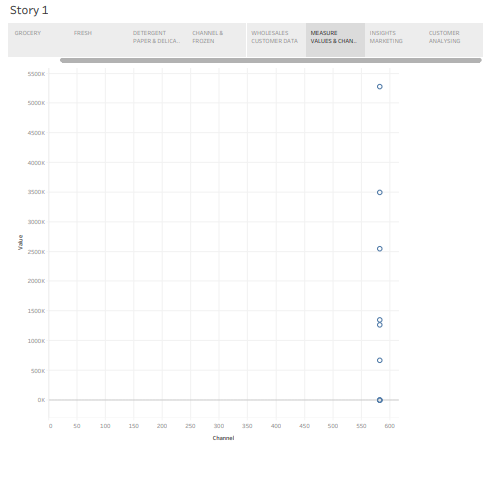 Story 1
GROCERY
FRESH
DETERGENT
PAPER & DELICA..
CHANNEL &
FROZEN
WHOLESALES
CUSTOMER DATA
MEASURE
VALUES & CHAN..
INSIGHTS
MARKETING
CUSTOMER
ANALYSING
5500K
5000K
4500K
4000K
3500K
3000K
2500K
2000K
1500K
1000K
500K
0K
Value
0 50 100 150 200 250 300 350 400 450 500 550 600
Channel